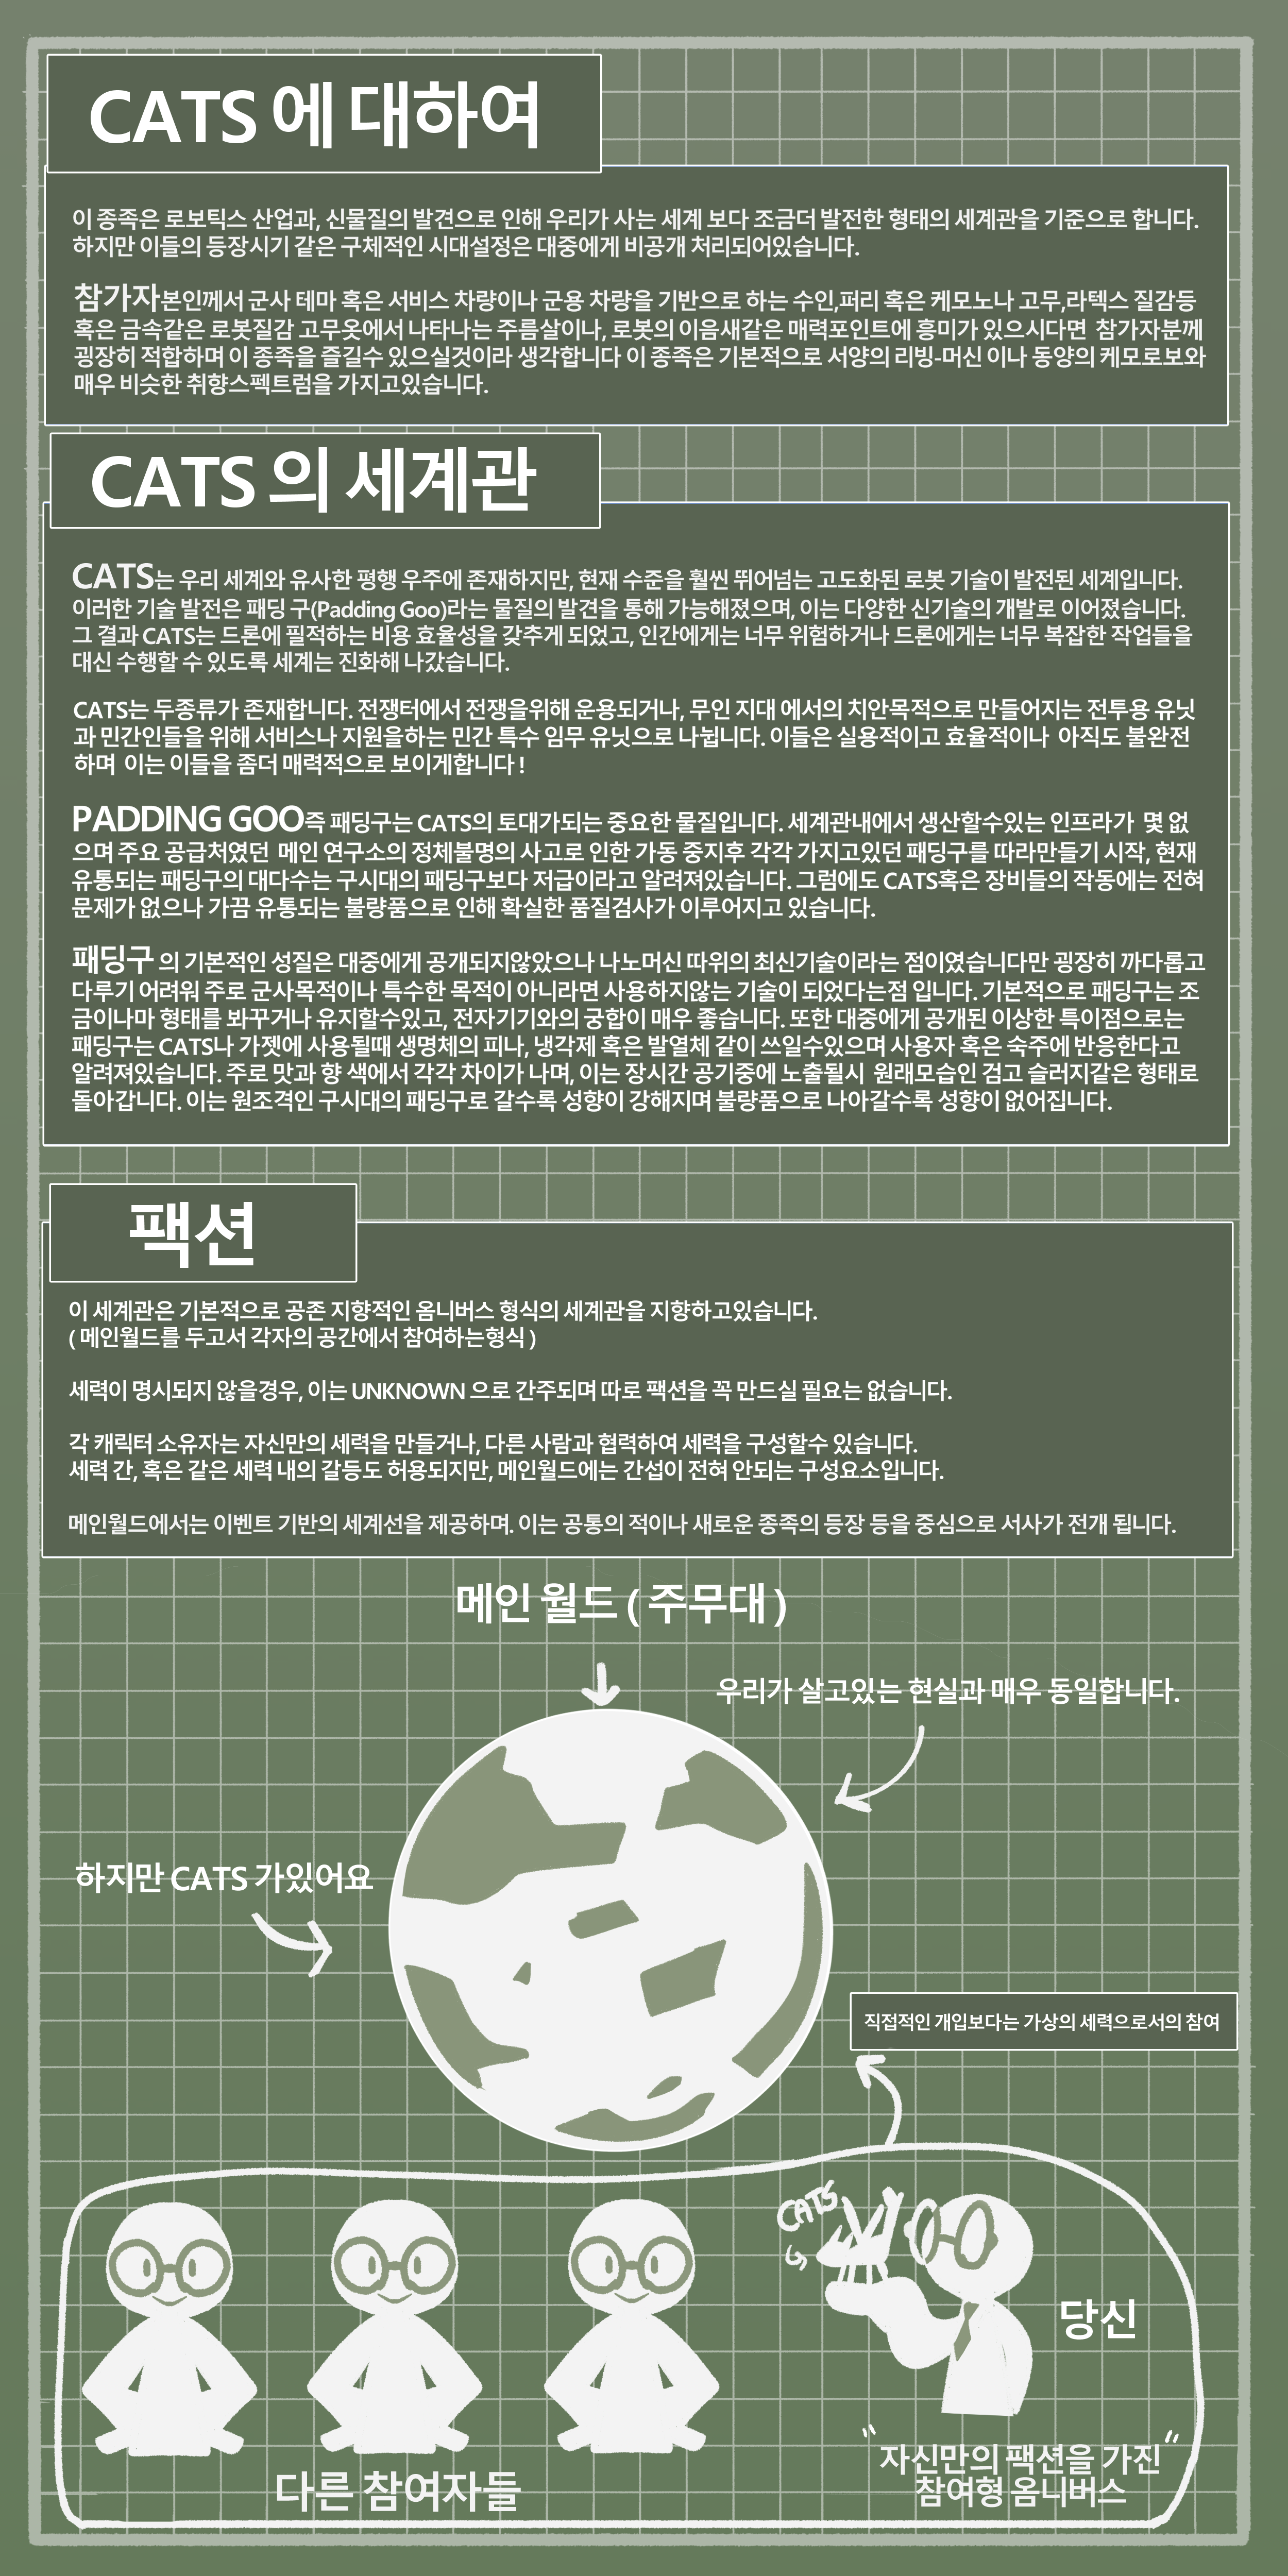 CATS 에 대하여
이 종족은 로보틱스 산업과, 신물질의 발견으로 인해 우리가 사는 세계 보다 조금더 발전한 형태의 세계관을 기준으로 합니다.
하지만 이들의 등장시기 같은 구체적인 시대설정은 대중에게 비공개 처리되어있습니다.
참가자본인께서 군사 테마 혹은 서비스 차량이나 군용 차량을 기반으로 하는 수인,퍼리 혹은 케모노나 고무,라텍스 질감등
혹은 금속같은 로봇질감 고무옷에서 나타나는 주름살이나, 로봇의 이음새같은 매력포인트에 흥미가 있으시다면 참가자분께
굉장히 적합하며 이 종족을 즐길수 있으실것이라 생각합니다 이 종족은 기본적으로 서양의 리빙-머신 이나 동양의 케모로보와
매우 비슷한 취향스펙트럼을 가지고있습니다.
CATS 의 세계관
CATS는 우리 세계와 유사한 평행 우주에 존재하지만, 현재 수준을 훨씬 뛰어넘는 고도화된 로봇 기술이 발전된 세계입니다.
이러한 기술 발전은 패딩 구(Padding Goo)라는 물질의 발견을 통해 가능해졌으며, 이는 다양한 신기술의 개발로 이어졌습니다.
그 결과 CATS는 드론에 필적하는 비용 효율성을 갖추게 되었고, 인간에게는 너무 위험하거나 드론에게는 너무 복잡한 작업들을
대신 수행할 수 있도록 세계는 진화해 나갔습니다.
CATS는 두종류가 존재합니다. 전쟁터에서 전쟁을위해 운용되거나, 무인 지대 에서의 치안목적으로 만들어지는 전투용 유닛
과 민간인들을 위해 서비스나 지원을하는 민간 특수 임무 유닛으로 나뉩니다. 이들은 실용적이고 효율적이나 아직도 불완전
하며 이는 이들을 좀더 매력적으로 보이게합니다 !
PADDING GOO즉 패딩구는 CATS의 토대가되는 중요한 물질입니다. 세계관내에서 생산할수있는 인프라가 몇 없
으며 주요 공급처였던 메인 연구소의 정체불명의 사고로 인한 가동 중지후 각각 가지고있던 패딩구를 따라만들기 시작, 현재
유통되는 패딩구의 대다수는 구시대의 패딩구보다 저급이라고 알려져있습니다. 그럼에도 CATS혹은 장비들의 작동에는 전혀
문제가 없으나 가끔 유통되는 불량품으로 인해 확실한 품질검사가 이루어지고 있습니다.
패딩구 의 기본적인 성질은 대중에게 공개되지않았으나 나노머신 따위의 최신기술이라는 점이였습니다만 굉장히 까다롭고
다루기 어려워 주로 군사목적이나 특수한 목적이 아니라면 사용하지않는 기술이 되었다는점 입니다. 기본적으로 패딩구는 조
금이나마 형태를 봐꾸거나 유지할수있고, 전자기기와의 궁합이 매우 좋습니다. 또한 대중에게 공개된 이상한 특이점으로는
패딩구는 CATS나 가젯에 사용될때 생명체의 피나, 냉각제 혹은 발열체 같이 쓰일수있으며 사용자 혹은 숙주에 반응한다고
알려져있습니다. 주로 맛과 향 색에서 각각 차이가 나며, 이는 장시간 공기중에 노출될시 원래모습인 검고 슬러지같은 형태로
돌아갑니다. 이는 원조격인 구시대의 패딩구로 갈수록 성향이 강해지며 불량품으로 나아갈수록 성향이 없어집니다.
팩션
이 세계관은 기본적으로 공존 지향적인 옴니버스 형식의 세계관을 지향하고있습니다.
( 메인월드를 두고서 각자의 공간에서 참여하는형식 )
세력이 명시되지 않을경우, 이는 UNKNOWN 으로 간주되며 따로 팩션을 꼭 만드실 필요는 없습니다.
각 캐릭터 소유자는 자신만의 세력을 만들거나, 다른 사람과 협력하여 세력을 구성할수 있습니다.
세력 간, 혹은 같은 세력 내의 갈등도 허용되지만, 메인월드에는 간섭이 전혀 안되는 구성요소입니다.
메인월드에서는 이벤트 기반의 세계선을 제공하며. 이는 공통의 적이나 새로운 종족의 등장 등을 중심으로 서사가 전개 됩니다.
메인 월드 ( 주무대 )
우리가 살고있는 현실과 매우 동일합니다.
하지만 CATS 가있어요
직접적인 개입보다는 가상의 세력으로서의 참여
CATS
당신
다른 참여자들
" 자신만의 팩션을 가진 "
참여형 옴니버스